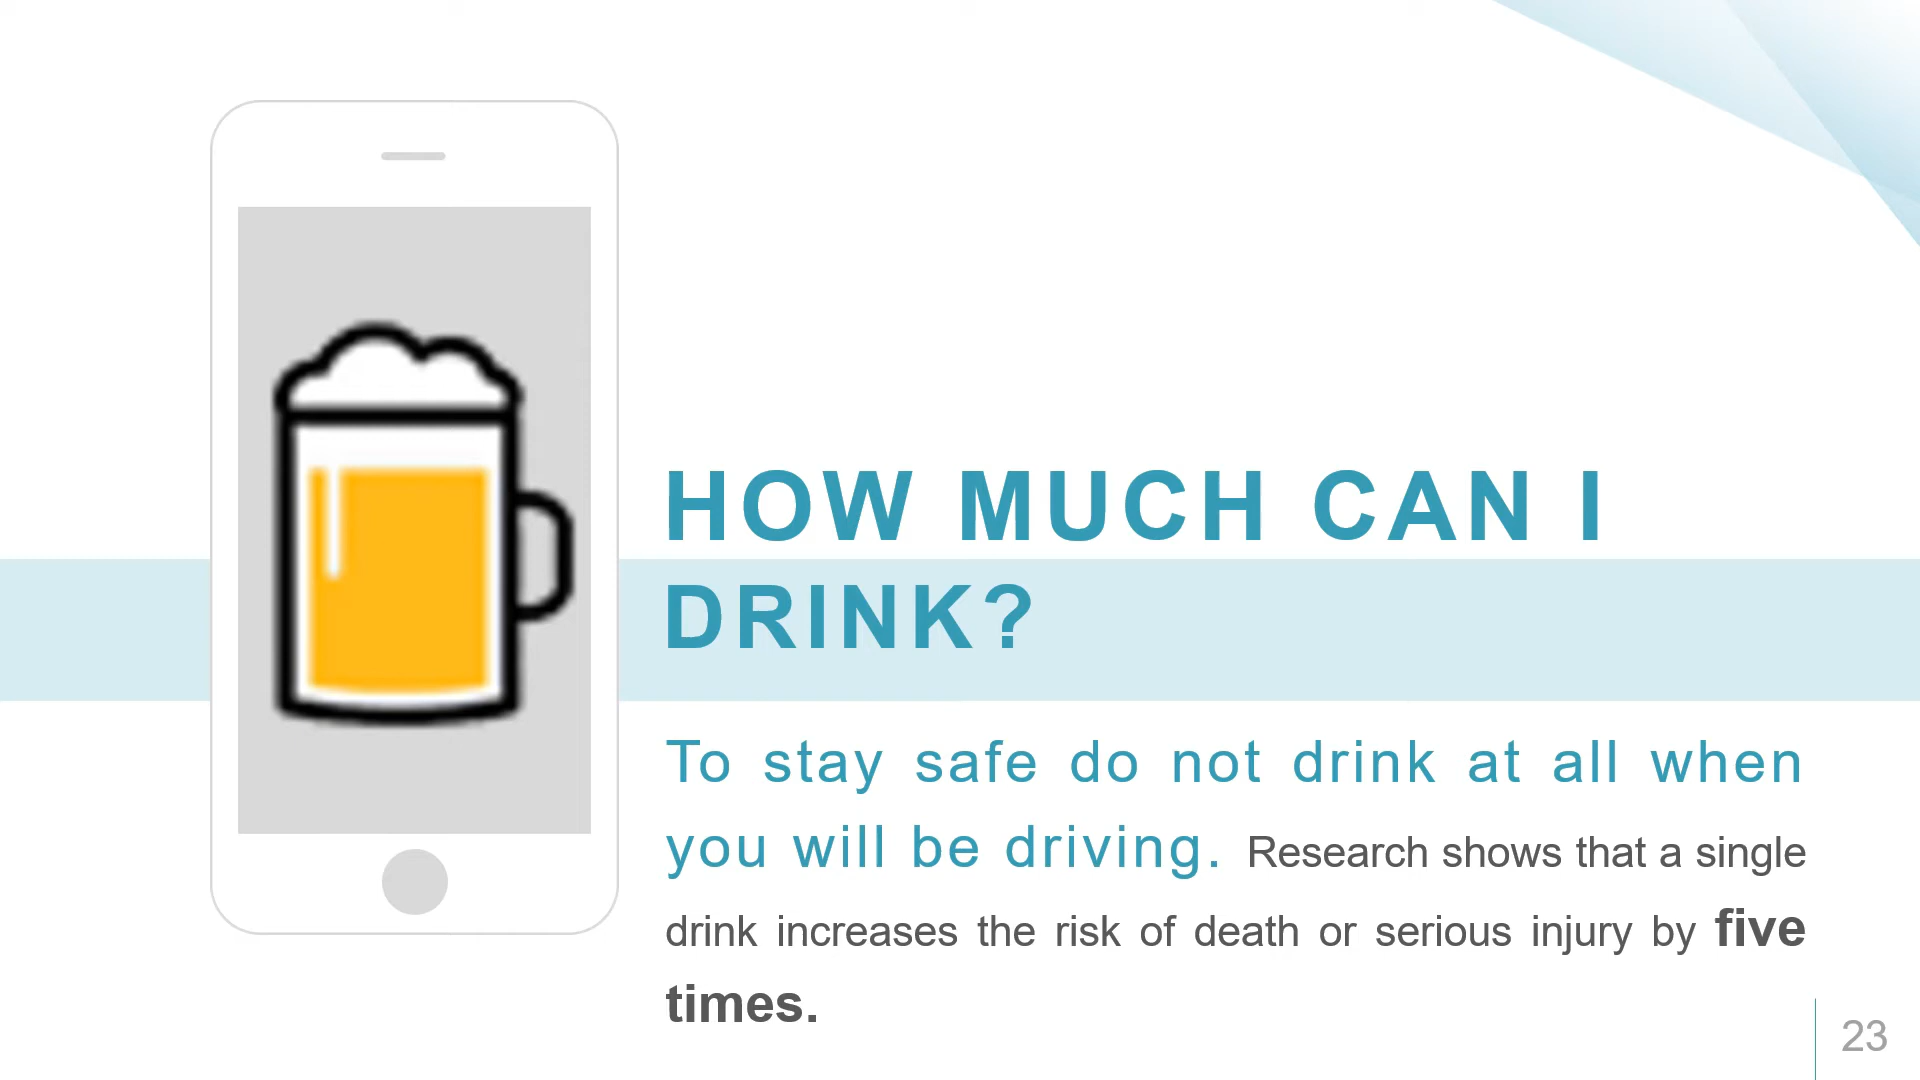 HOW MUCH CAN I
DRINK?
To stay safe do not drink at all when
you will be driving. Research shows that a single
drink increases the risk of death or serious injury by five
times.
23